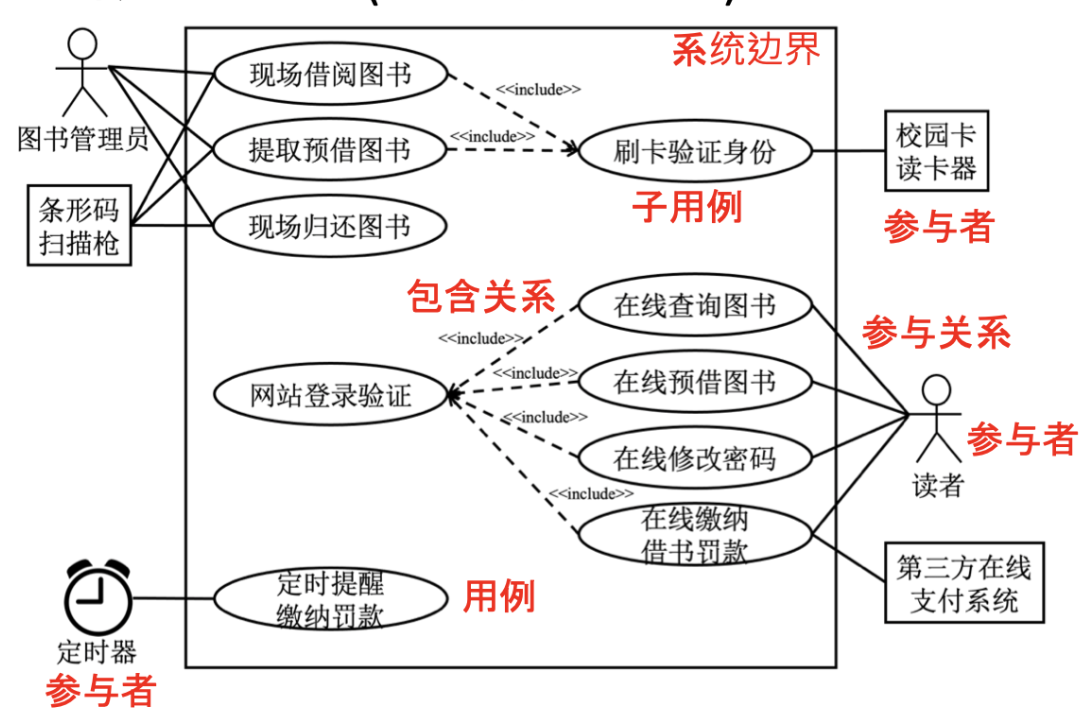 系统边界
现场借阅图书
<<include>>
图书管理员
提取预借图书
<<include>>
刷卡验证身份
校园卡
读卡器
条形码
扫描枪
现场归还图书
子用例
参与者
包含关系
在线查询图书
<<include>>
参与关系
网站登录验证
<<include>>
在线预借图书
<<include>>
在线修改密码
参与者
读者
<<include>>
在线缴纳
借书罚款
第三方在线
支付系统
定时提醒
缴纳罚款
用例
定时器
参与者